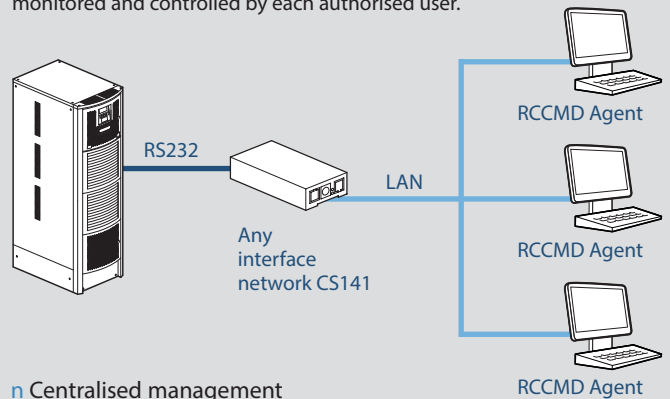 monitored and controlled by each authorised user.
RCCMD Agent
RS232
LAN
Any
interface
network CS141
RCCMD Agent
n Centralised management
RCCMD Agent